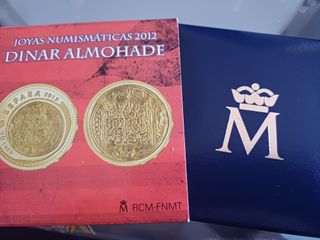 JOYAS NUMISMÁTICAS 2012
DINAR ALMOHADE
ESPAÑA 2012
M RCM-FNMT
M